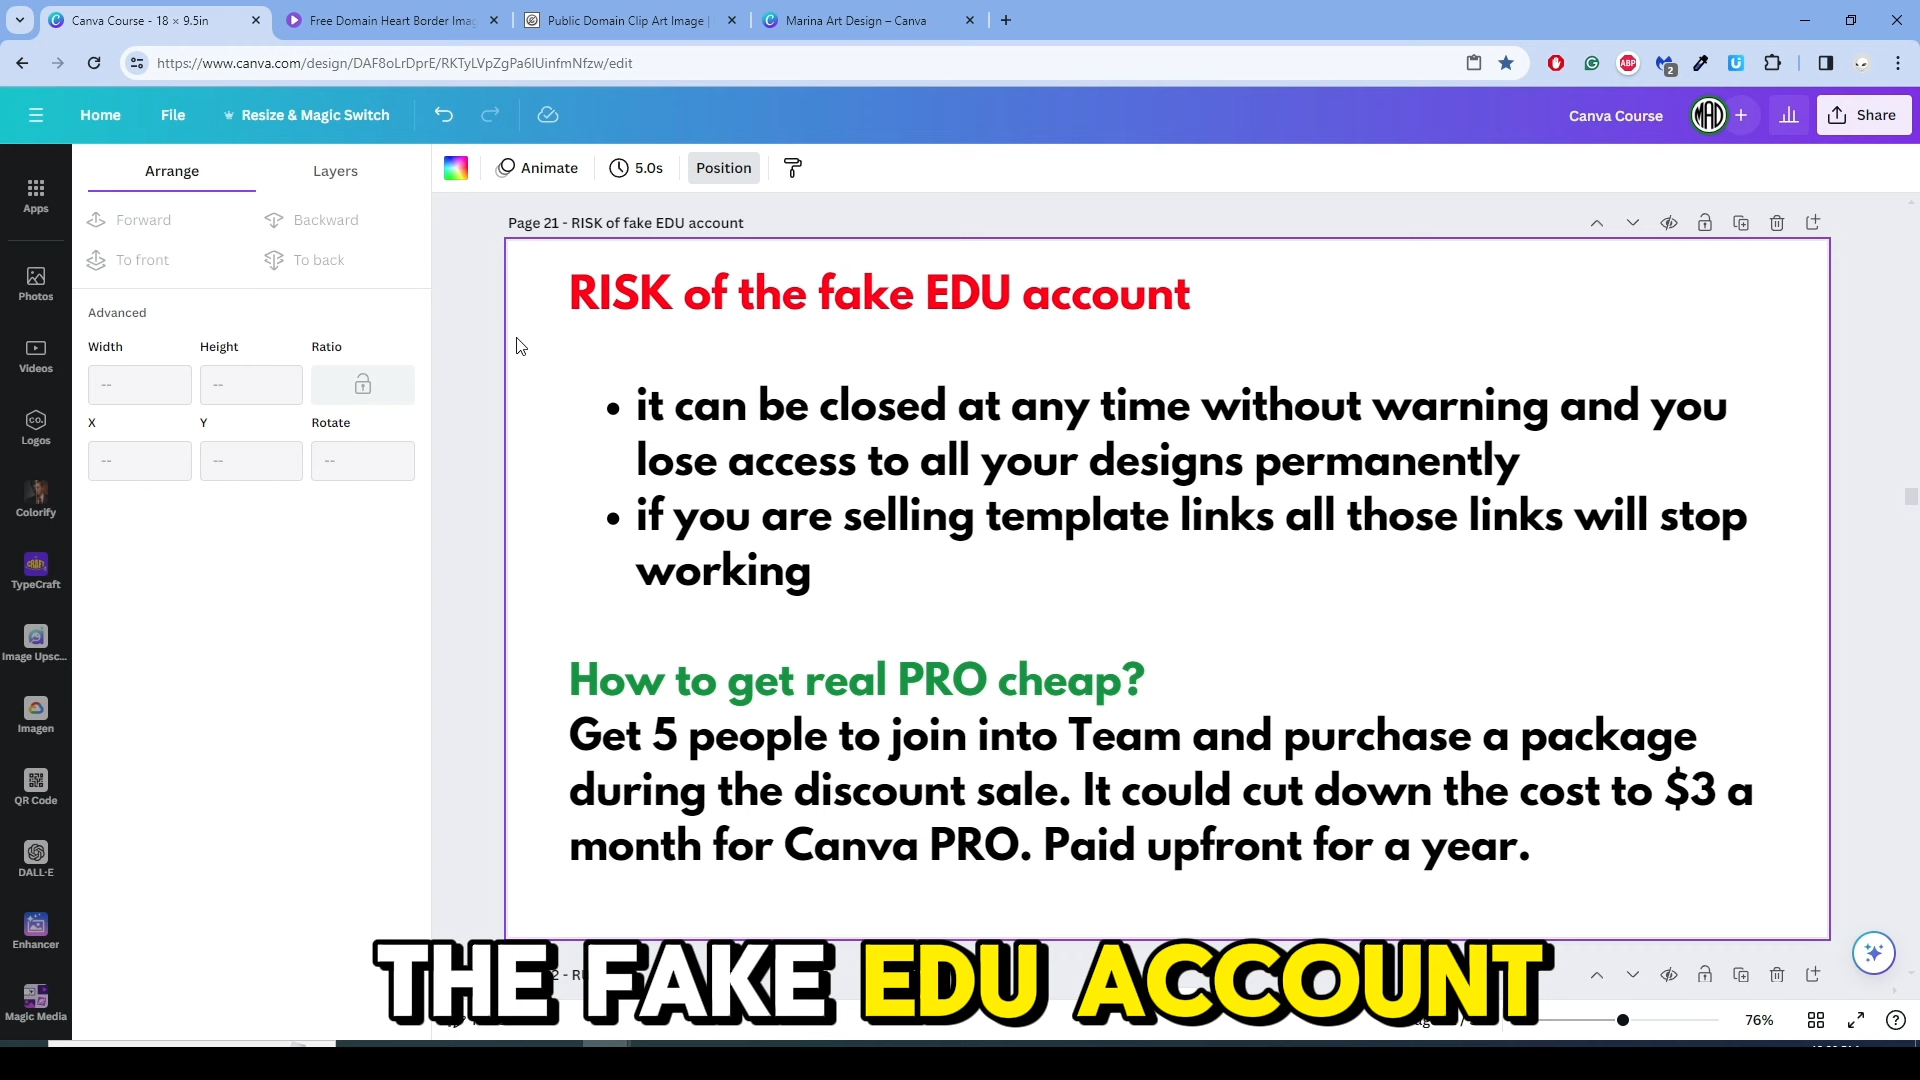 Canva Course - 18 × 9.5in
Free Domain Heart Border Imag
Public Domain Clip Art Image |
Marina Art Design – Canva
https://www.canva.com/design/DAF8oLrDprE/RKTyLVpZgPa6IUinfmNfzw/edit
ABP
2
Home
File
Resize & Magic Switch
Canva Course
MAD
Share
Arrange
Layers
Animate
5.0s
Position
Apps
Forward
Backward
To front
To back
Page 21 - RISK of fake EDU account
Photos
Advanced
Width
Height
Ratio
--
--
Videos
X
Y
Rotate
--
--
--
co.
Logos
Colorify
CRAFT
TypeCraft
Image Upsc...
Imagen
QR Code
DALL·E
Enhancer
Magic Media
RISK of the fake EDU account
• it can be closed at any time without warning and you
lose access to all your designs permanently
• if you are selling template links all those links will stop
working
How to get real PRO cheap?
Get 5 people to join into Team and purchase a package
during the discount sale. It could cut down the cost to $3 a
month for Canva PRO. Paid upfront for a year.
THE FAKE EDU ACCOUNT
76%